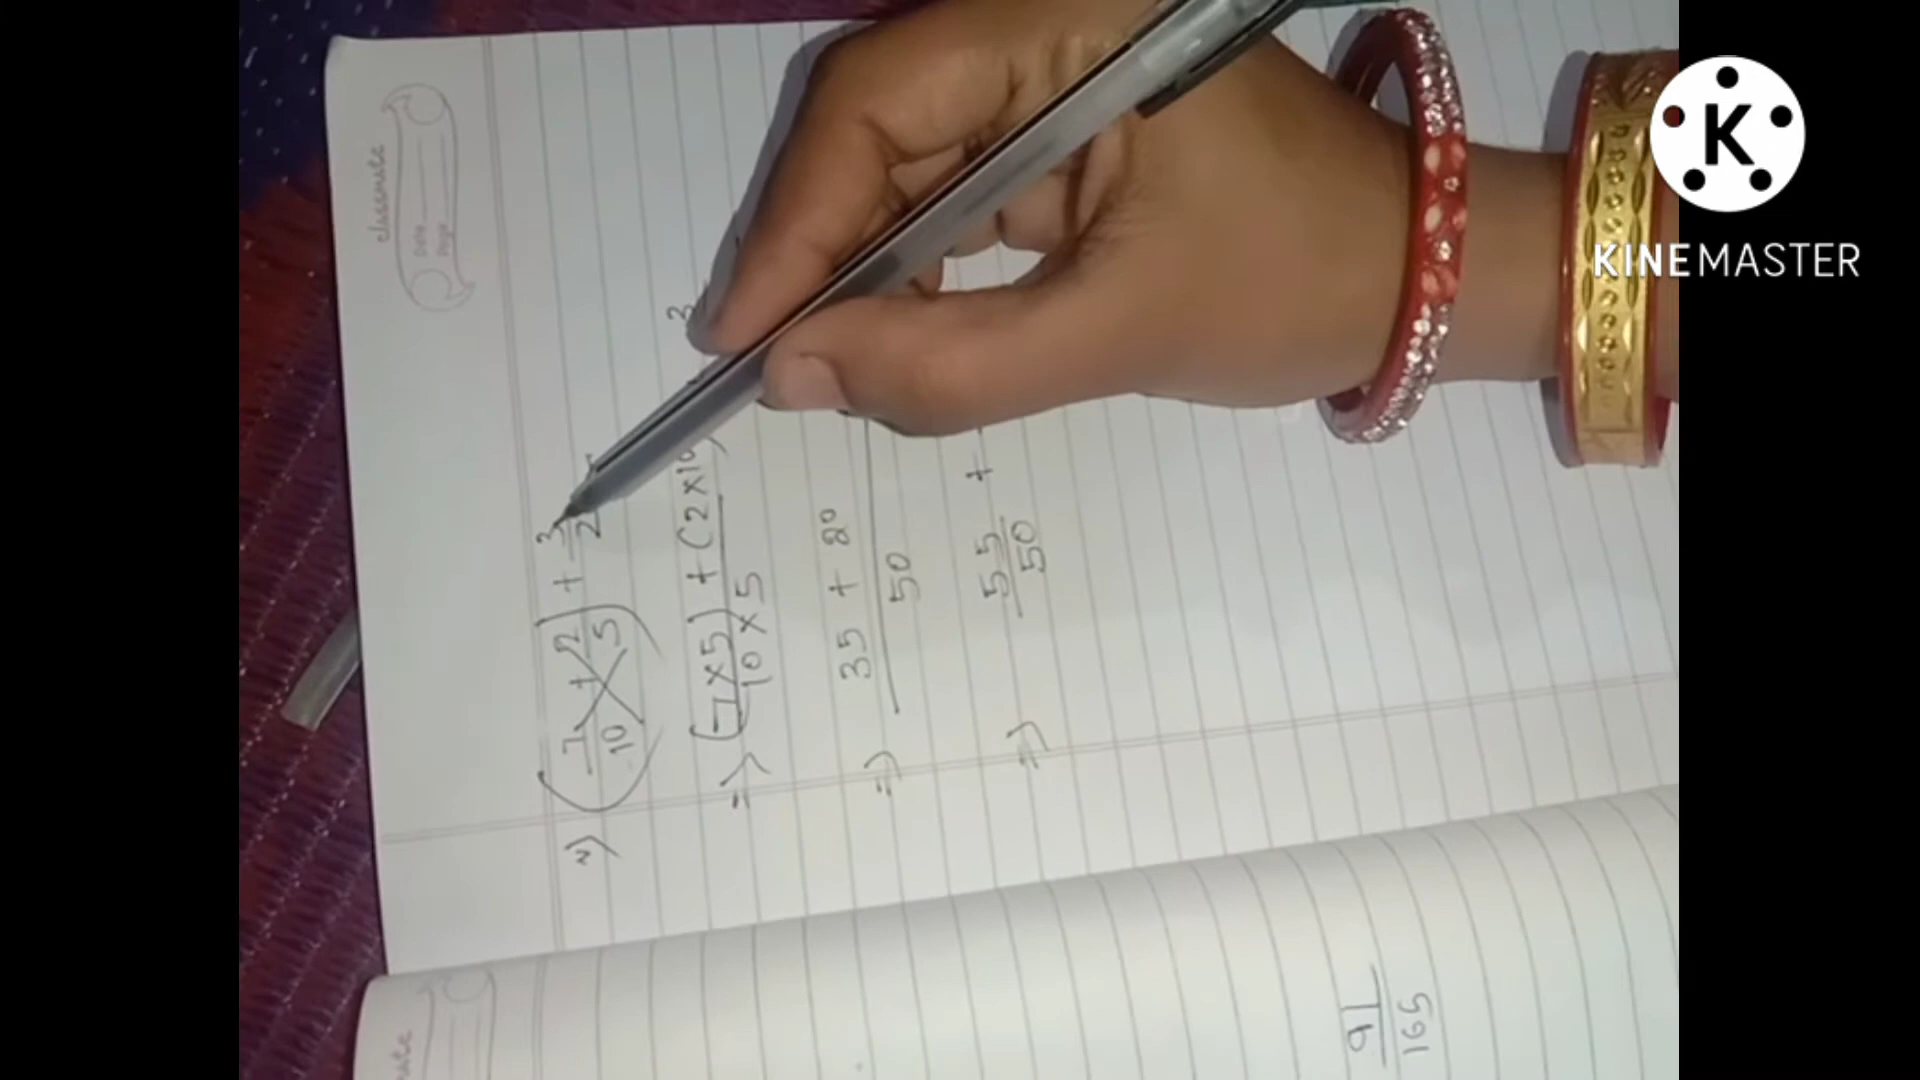 v) (7/10 + 2/5) + 3/2
=> (7×5) + (2×10) 3
10 × 5
=> 35 + 20
50
=> 55 +
50
classmate
Date
Page
91
165
K
KINEMASTER